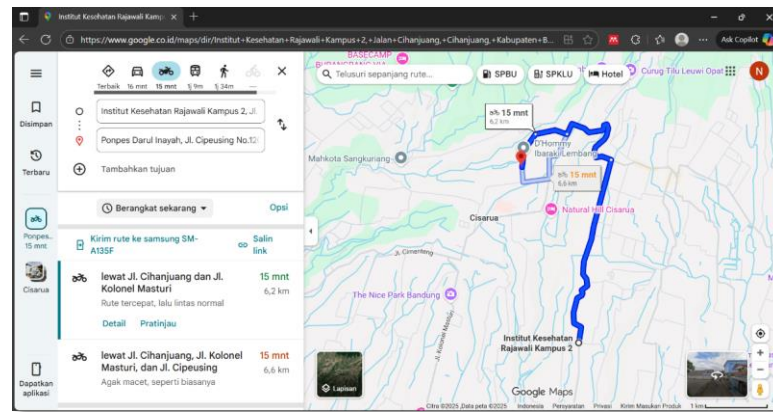 Institut Kesehatan Rajawali Kamp
https://www.google.co.id/maps/dir/Institut+Kesehatan+Rajawali+Kampus+2,+Jalan+Cihanjuang,+Cihanjuang,+Kabupaten+B...
Ask Copilot
Disimpan
Terbaru
Ponpes..
15 mnt
Cisarua
Dapatkan
aplikasi
Terbaik 16 mnt 15 mnt 1j 9m 1j 34m
Institut Kesehatan Rajawali Kampus 2, Jl.
Ponpes Darul Inayah, Jl. Cipeusing No.12
Tambahkan tujuan
Berangkat sekarang
Opsi
Kirim rute ke samsung SM-
A135F
Salin
link
lewat Jl. Cihanjuang dan Jl.
Kolonel Masturi
15 mnt
6,2 km
Rute tercepat, lalu lintas normal
Detail Pratinjau
lewat Jl. Cihanjuang, Jl. Kolonel
Masturi, dan Jl. Cipeusing
15 mnt
6,6 km
Agak macet, seperti biasanya
BASECAMP
Telusuri sepanjang rute...
SPBU
SPKLU
Hotel
Curug Tilu Leuwi Opat
N
15 mnt
6,2 km
D'Hommy
Ibaraki Lembang
Mahkota Sangkuriang
15 mnt
6,6 km
Cisarua
Natural Hill Cisarua
Jl. Cimenteng
The Nice Park Bandung
Jl. Kolonel Masturi
Institut Kesehatan
Rajawali Kampus 2
Lapisan
Google Maps
Citra ©2025 ,Data peta ©2025 Indonesia Persyaratan Privasi Kirim Masukan Produk 1 km